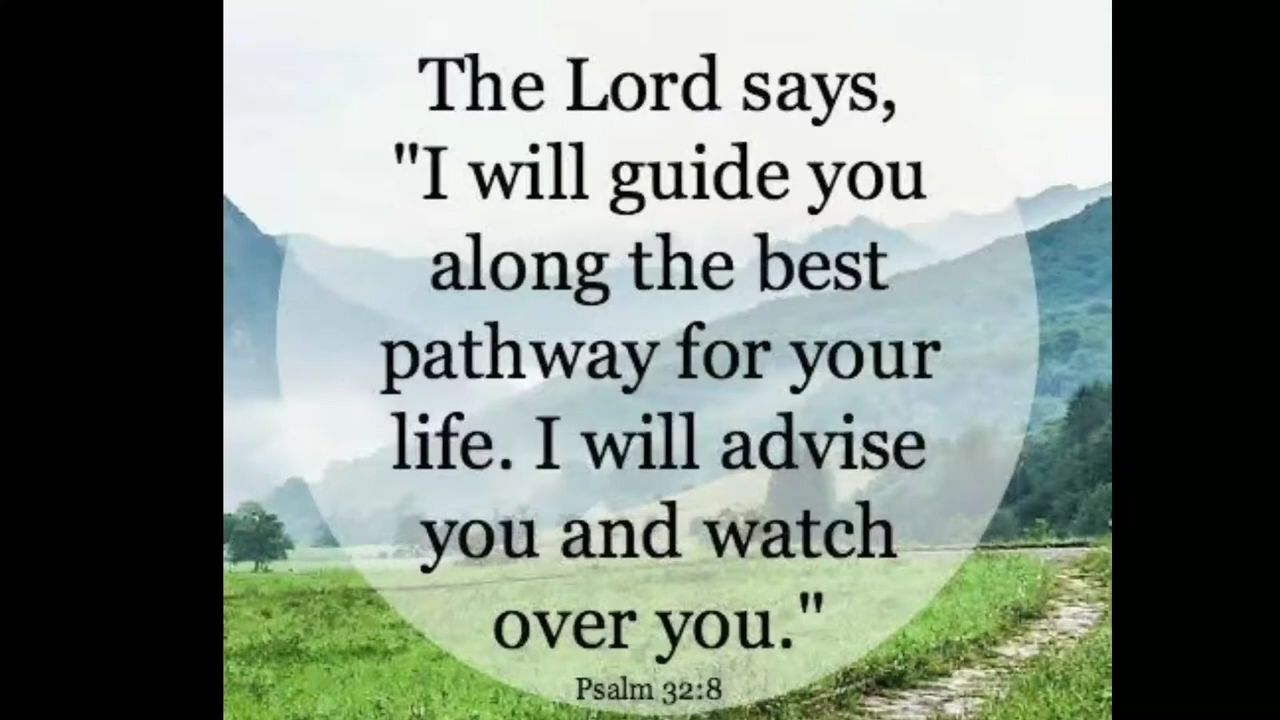 The Lord says,
"I will guide you
along the best
pathway for your
life. I will advise
you and watch
over you."
Psalm 32:8